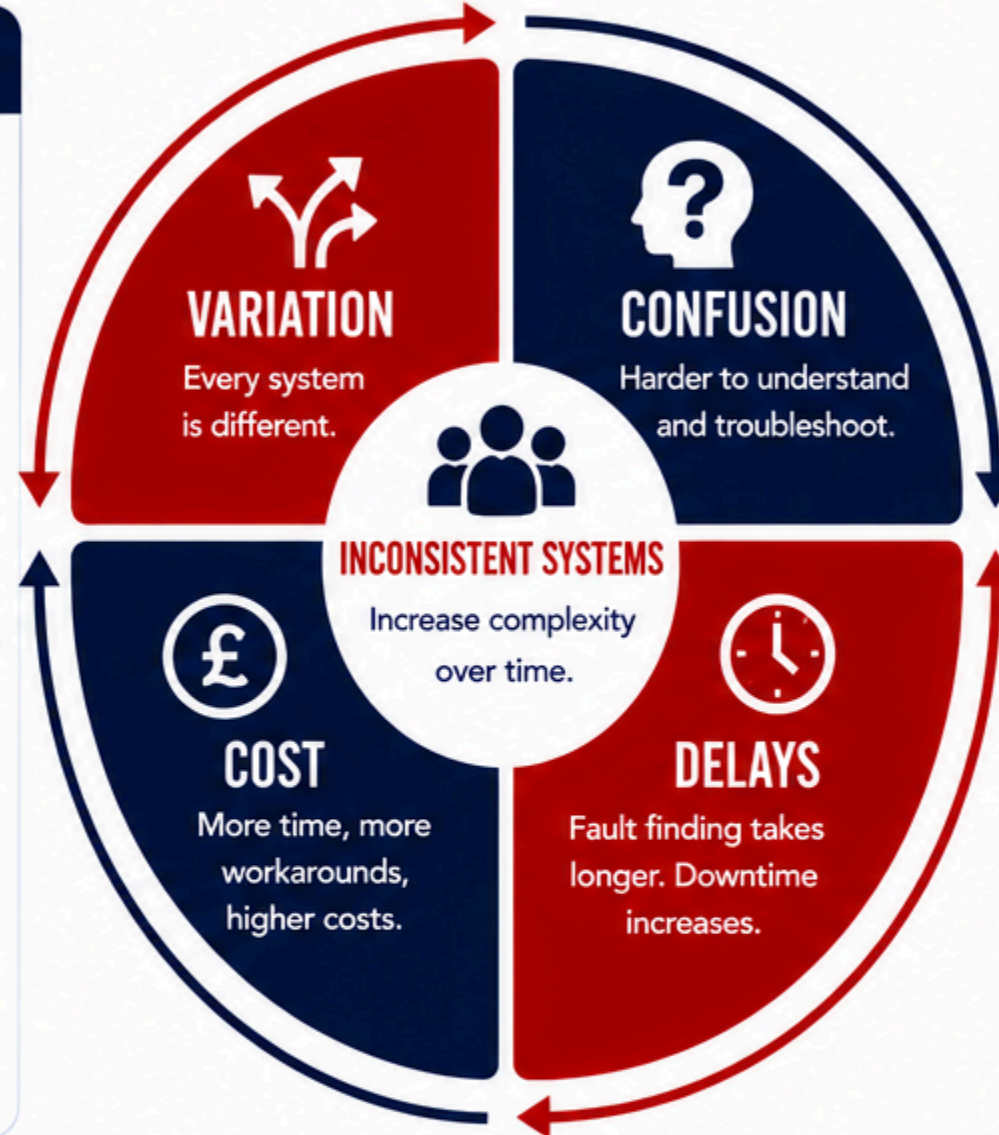 VARIATION
Every system
is different.
?
CONFUSION
Harder to understand
and troubleshoot.
INCONSISTENT SYSTEMS
Increase complexity
over time.
£
COST
More time, more
workarounds,
higher costs.
DELAYS
Fault finding takes
longer. Downtime
increases.